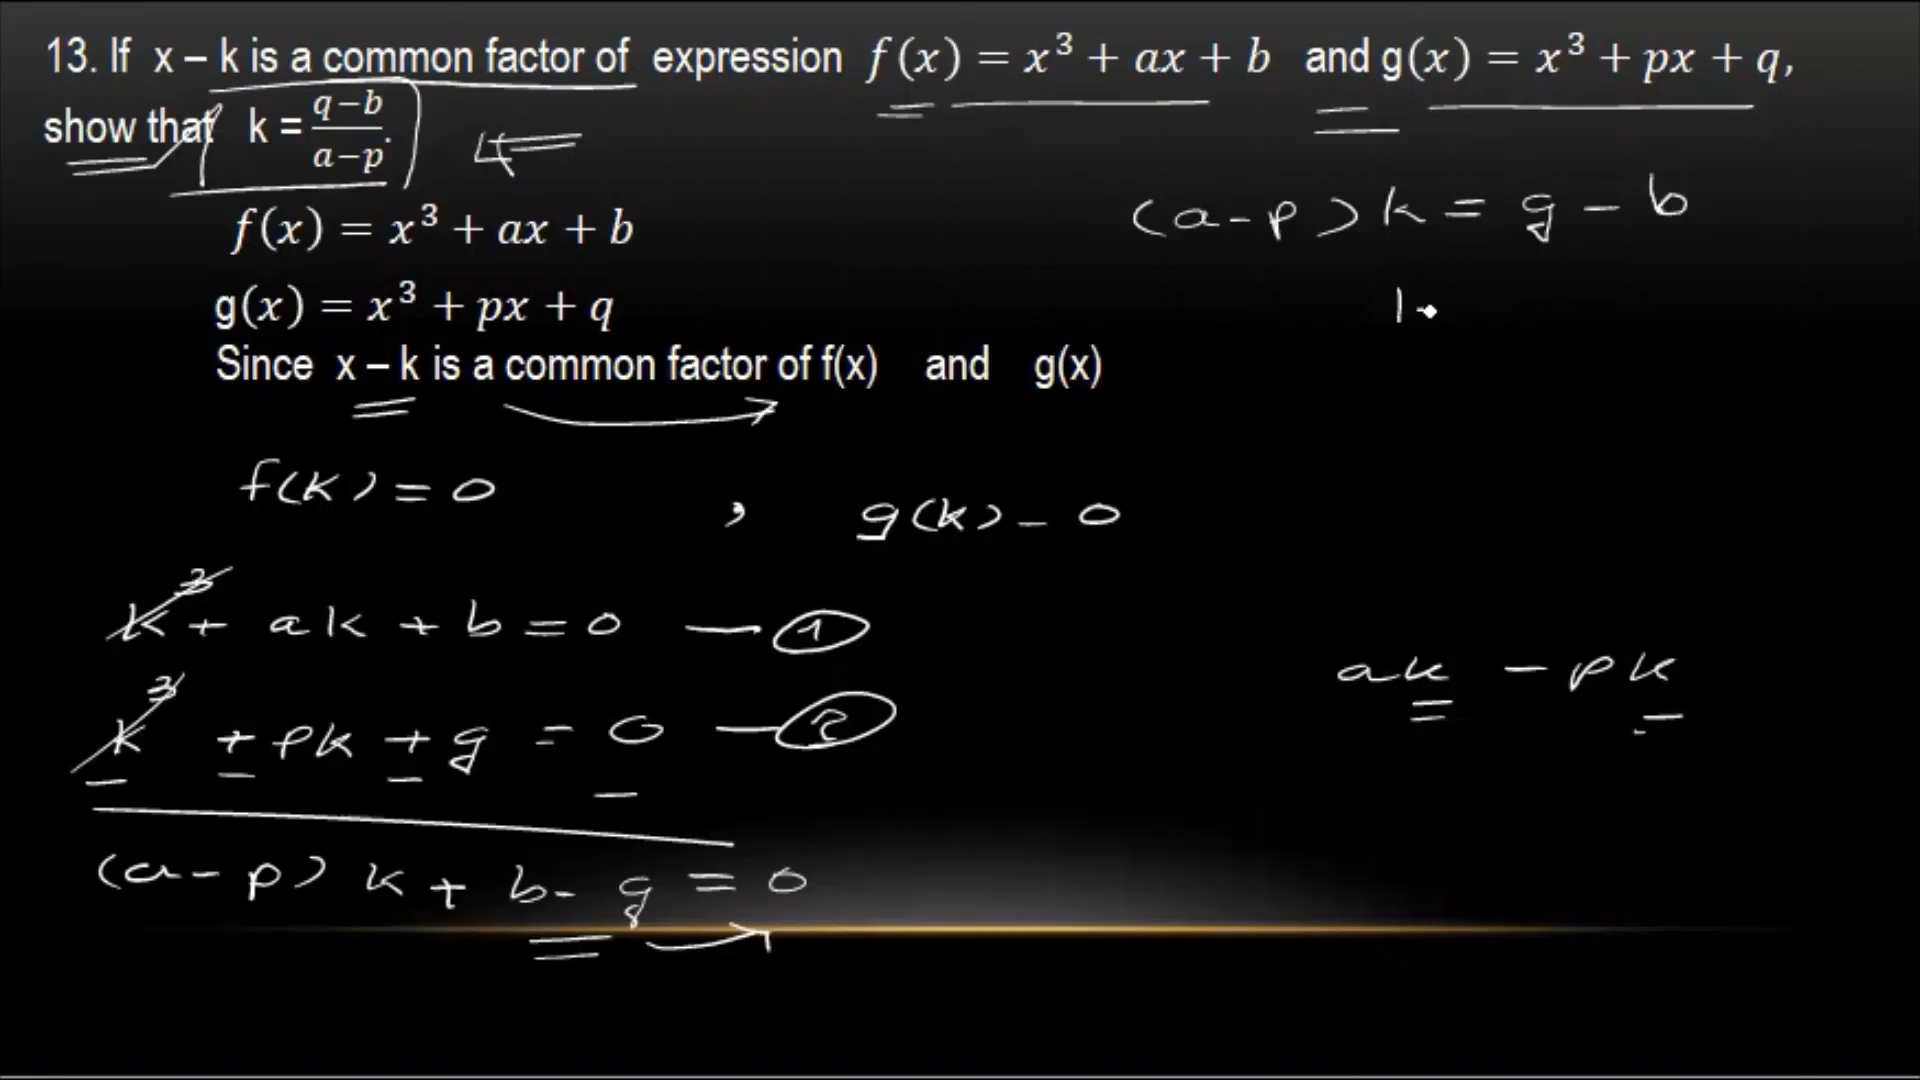 13. If x – k is a common factor of expression f(x) = x³ + ax + b and g(x) = x³ + px + q,
show that k = \frac{q−b}{a−p}.
f(x) = x³ + ax + b
(a-p)k = q - b
g(x) = x³ + px + q
Since x – k is a common factor of f(x) and g(x)
f(k) = 0 , g(k) - 0
k³ + ak + b = 0 — ①
ak - pk
k³ + pk + q = 0 — ②
(a-p) k + b - q = 0